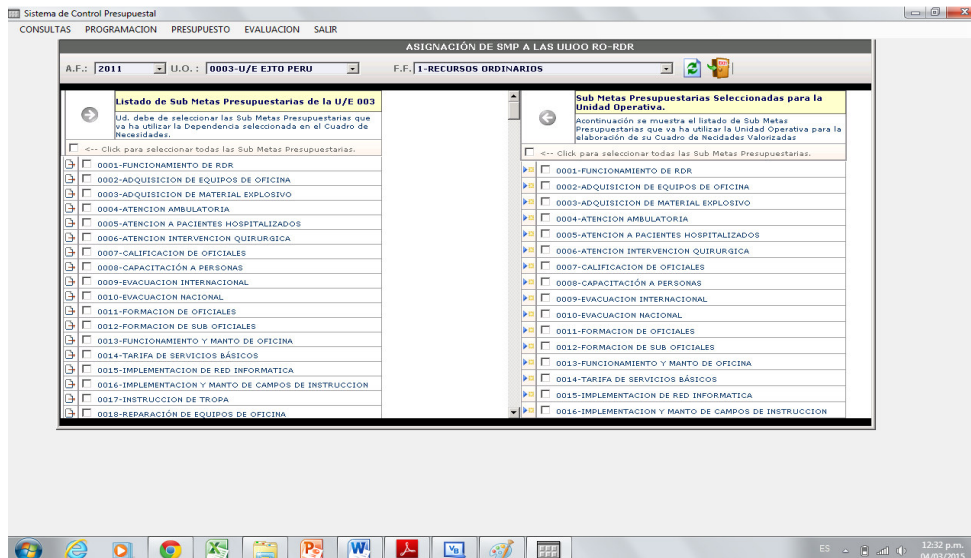 Sistema de Control Presupuestal
CONSULTAS PROGRAMACION PRESUPUESTO EVALUACION SALIR
ASIGNACIÓN DE SMP A LAS UUOO RO-RDR
A.F.: 2011 U.O. : 0003-U/E EJTO PERU F.F. 1-RECURSOS ORDINARIOS
Listado de Sub Metas Presupuestarias de la U/E 003
Ud. debe de seleccionar las Sub Metas Presupuestarias que
va ha utilizar la Dependencia seleccionada en el Cuadro de
Necesidades.
<-- Click para seleccionar todas las Sub Metas Presupuestarias.
0001-FUNCIONAMIENTO DE RDR
0002-ADQUISICION DE EQUIPOS DE OFICINA
0003-ADQUISICION DE MATERIAL EXPLOSIVO
0004-ATENCION AMBULATORIA
0005-ATENCION A PACIENTES HOSPITALIZADOS
0006-ATENCION INTERVENCION QUIRURGICA
0007-CALIFICACION DE OFICIALES
0008-CAPACITACIÓN A PERSONAS
0009-EVACUACION INTERNACIONAL
0010-EVACUACION NACIONAL
0011-FORMACION DE OFICIALES
0012-FORMACION DE SUB OFICIALES
0013-FUNCIONAMIENTO Y MANTO DE OFICINA
0014-TARIFA DE SERVICIOS BÁSICOS
0015-IMPLEMENTACION DE RED INFORMATICA
0016-IMPLEMENTACION Y MANTO DE CAMPOS DE INSTRUCCION
0017-INSTRUCCION DE TROPA
0018-REPARACIÓN DE EQUIPOS DE OFICINA
Sub Metas Presupuestarias Seleccionadas para la
Unidad Operativa.
Acontinuación se muestra el listado de Sub Metas
Presupuestarias que va ha utilizar la Unidad Operativa para la
elaboración de su Cuadro de Necidades Valorizadas
<-- Click para seleccionar todas las Sub Metas Presupuestarias.
0001-FUNCIONAMIENTO DE RDR
0002-ADQUISICION DE EQUIPOS DE OFICINA
0003-ADQUISICION DE MATERIAL EXPLOSIVO
0004-ATENCION AMBULATORIA
0005-ATENCION A PACIENTES HOSPITALIZADOS
0006-ATENCION INTERVENCION QUIRURGICA
0007-CALIFICACION DE OFICIALES
0008-CAPACITACIÓN A PERSONAS
0009-EVACUACION INTERNACIONAL
0010-EVACUACION NACIONAL
0011-FORMACION DE OFICIALES
0012-FORMACION DE SUB OFICIALES
0013-FUNCIONAMIENTO Y MANTO DE OFICINA
0014-TARIFA DE SERVICIOS BÁSICOS
0015-IMPLEMENTACION DE RED INFORMATICA
0016-IMPLEMENTACION Y MANTO DE CAMPOS DE INSTRUCCION
ES 12:32 p.m.
04/03/2015